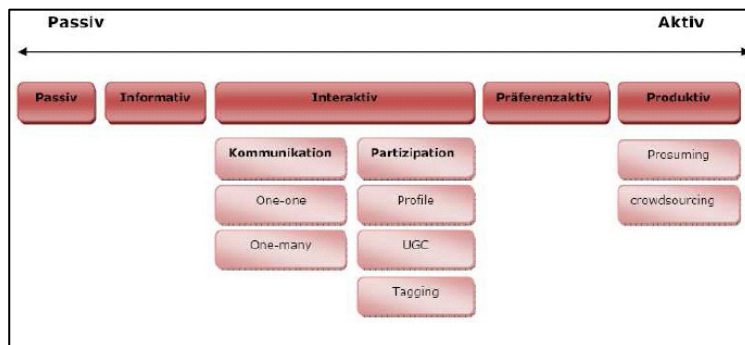 Passiv Aktiv
Passiv Informativ Interaktiv Präferenzaktiv Produktiv
Kommunikation Partizipation Prosuming
One-one Profile crowdsourcing
One-many UGC
Tagging